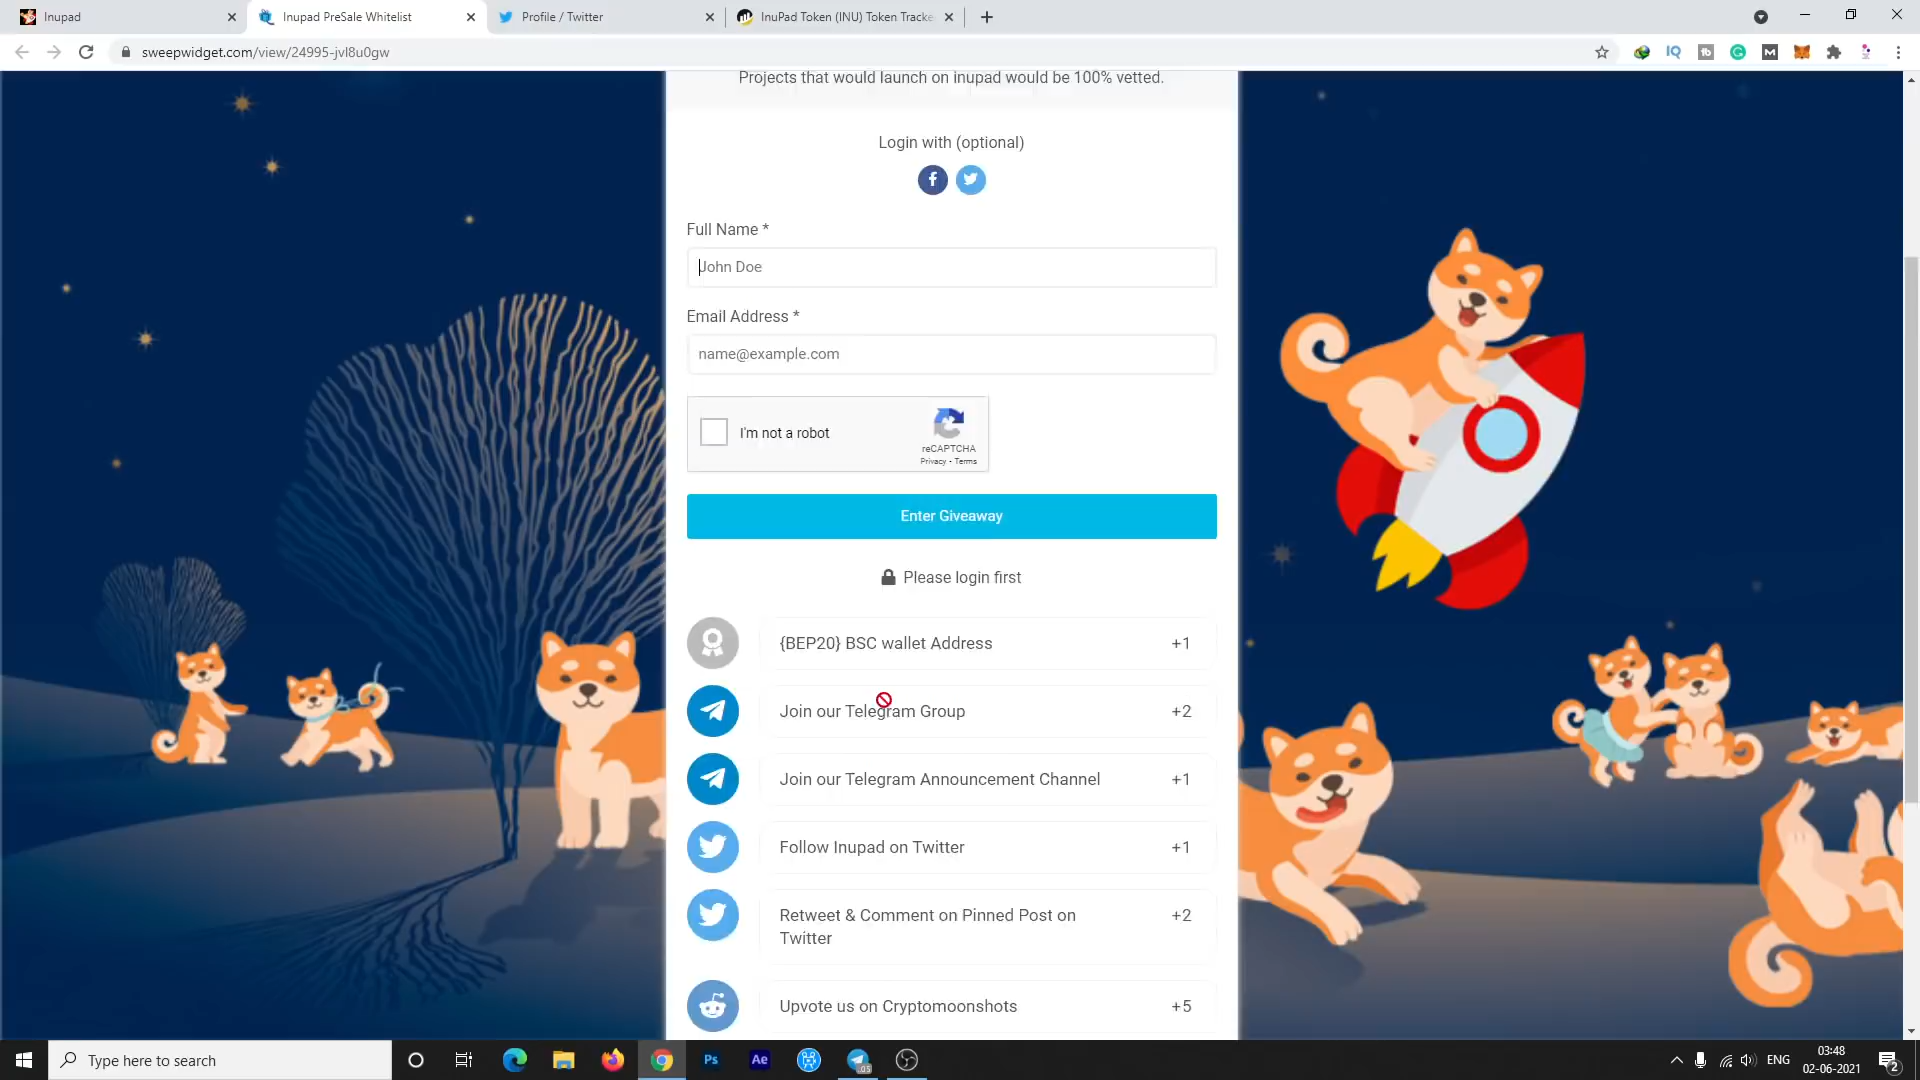 Inupad
Inupad PreSale Whitelist
Profile / Twitter
InuPad Token (INU) Token Tracke
sweepwidget.com/view/24995-jvl8u0gw
Projects that would launch on inupad would be 100% vetted.
Login with (optional)
Full Name *
John Doe
Email Address *
name@example.com
I'm not a robot
reCAPTCHA
Privacy - Terms
Enter Giveaway
Please login first
{BEP20} BSC wallet Address +1
Join our Telegram Group +2
Join our Telegram Announcement Channel +1
Follow Inupad on Twitter +1
Retweet & Comment on Pinned Post on +2
Twitter
Upvote us on Cryptomoonshots +5
Type here to search
Ps
Ae
ENG
03:48
02-06-2021
2